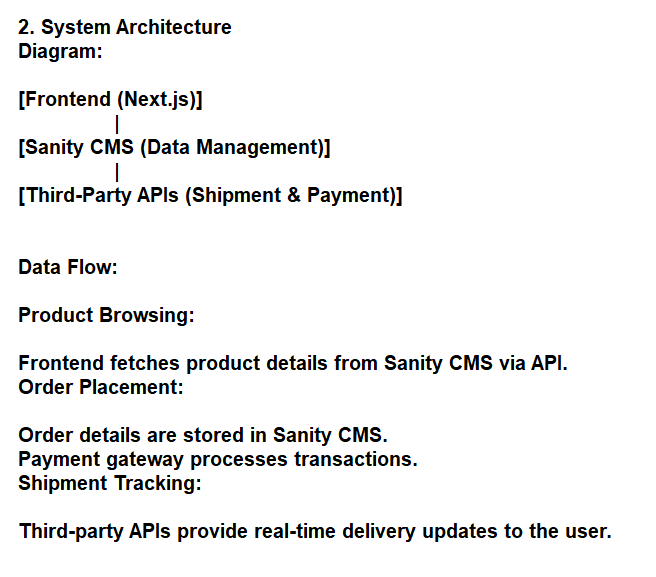 2. System Architecture
Diagram:
[Frontend (Next.js)]
|
[Sanity CMS (Data Management)]
|
[Third-Party APIs (Shipment & Payment)]
Data Flow:
Product Browsing:
Frontend fetches product details from Sanity CMS via API.
Order Placement:
Order details are stored in Sanity CMS.
Payment gateway processes transactions.
Shipment Tracking:
Third-party APIs provide real-time delivery updates to the user.